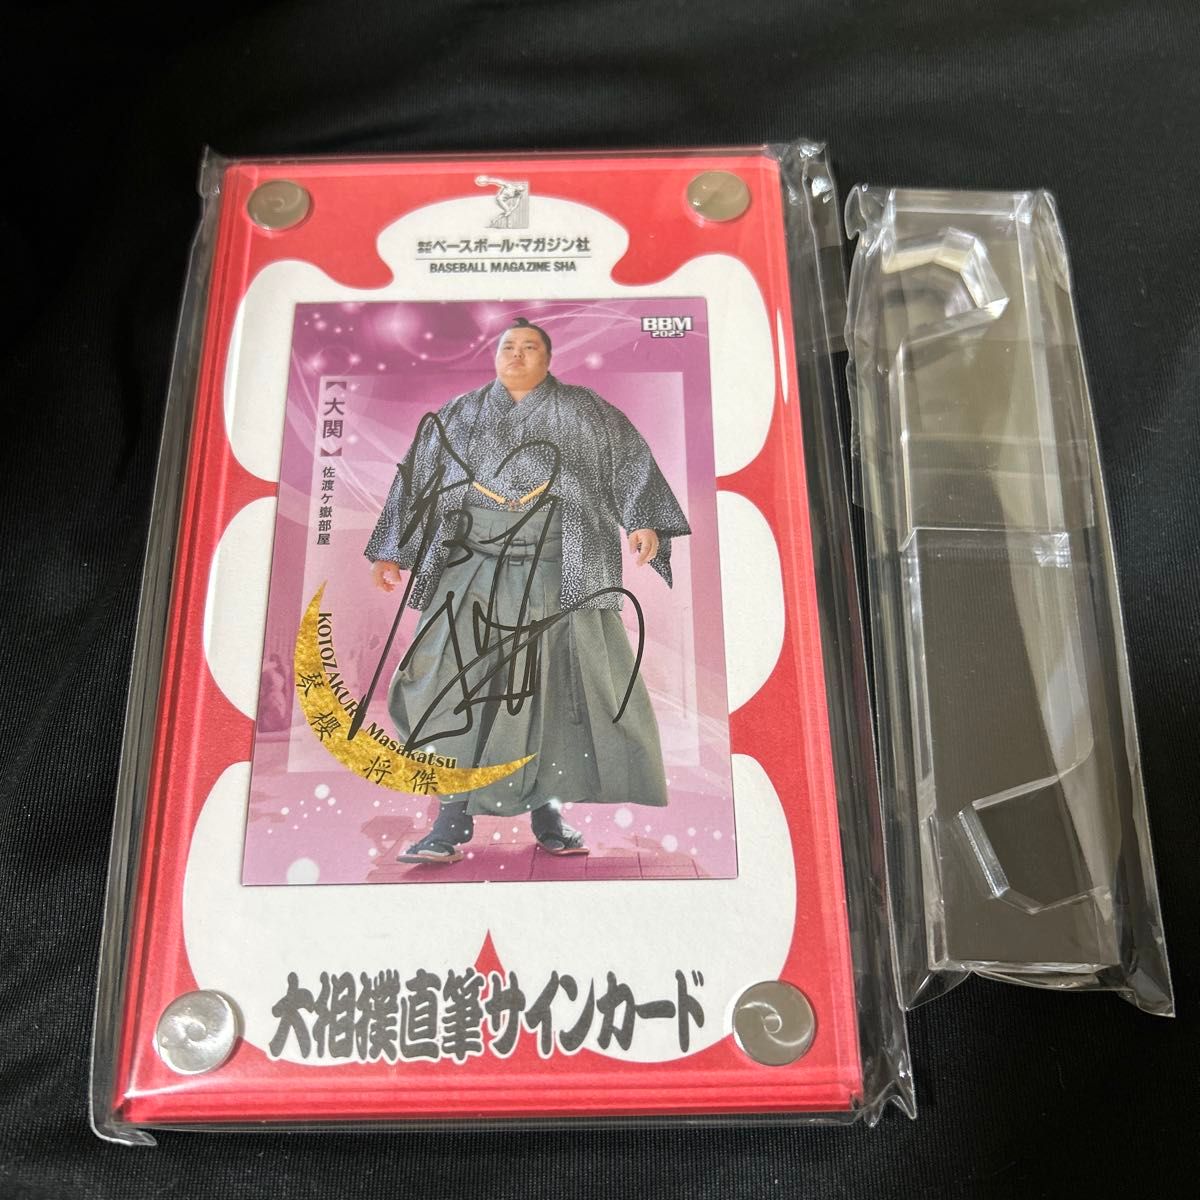 株式会社ベースボール・マガジン社
BASEBALL MAGAZINE SHA
BBM
2025
【大関】
佐渡ケ嶽部屋
KOTOZAKURA Masakatsu
琴櫻 将傑
大相撲直筆サインカード